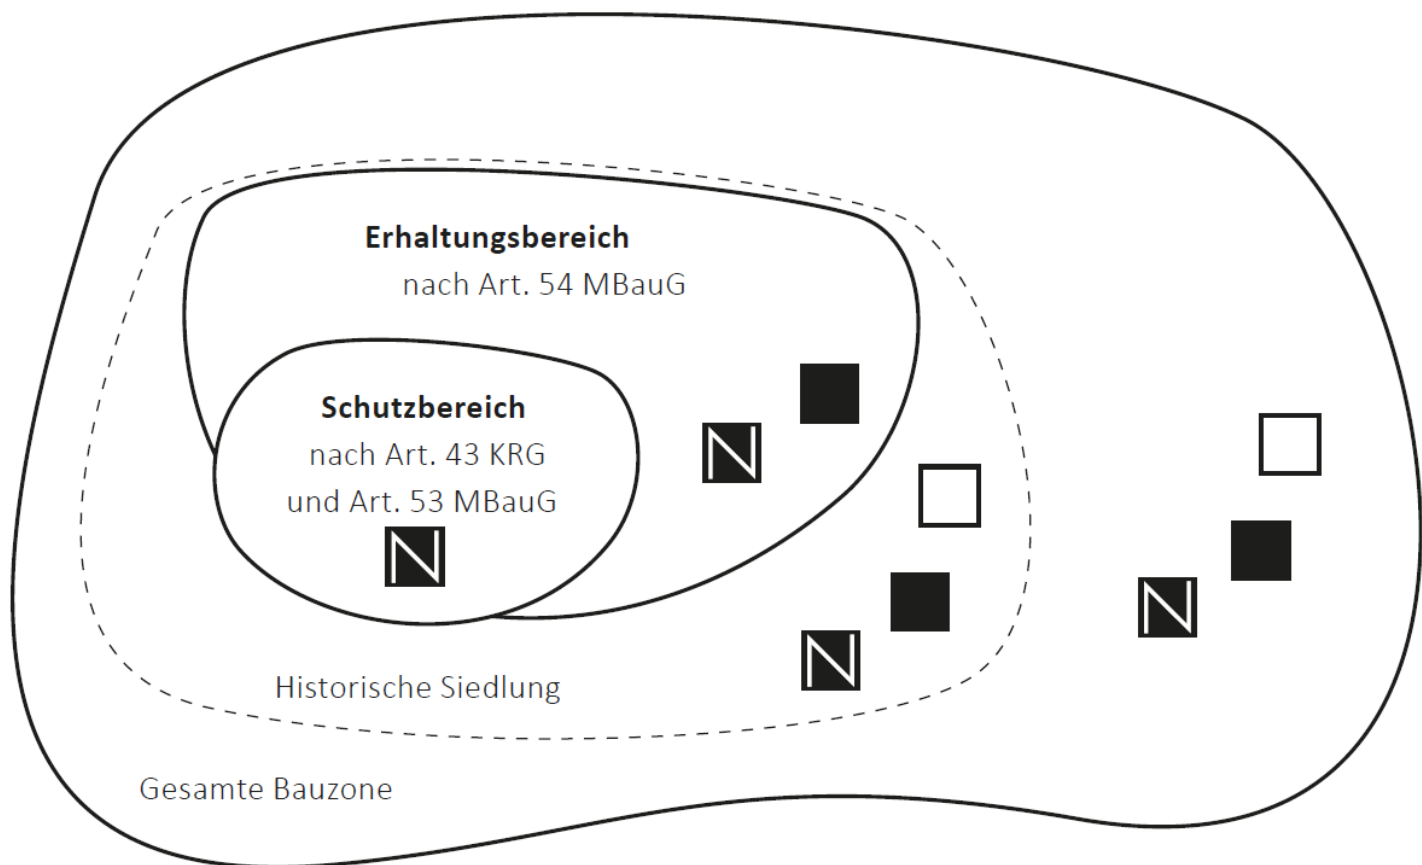 Erhaltungsbereich
nach Art. 54 MBauG
Schutzbereich
nach Art. 43 KRG
und Art. 53 MBauG
N
N
N
N
Historische Siedlung
Gesamte Bauzone